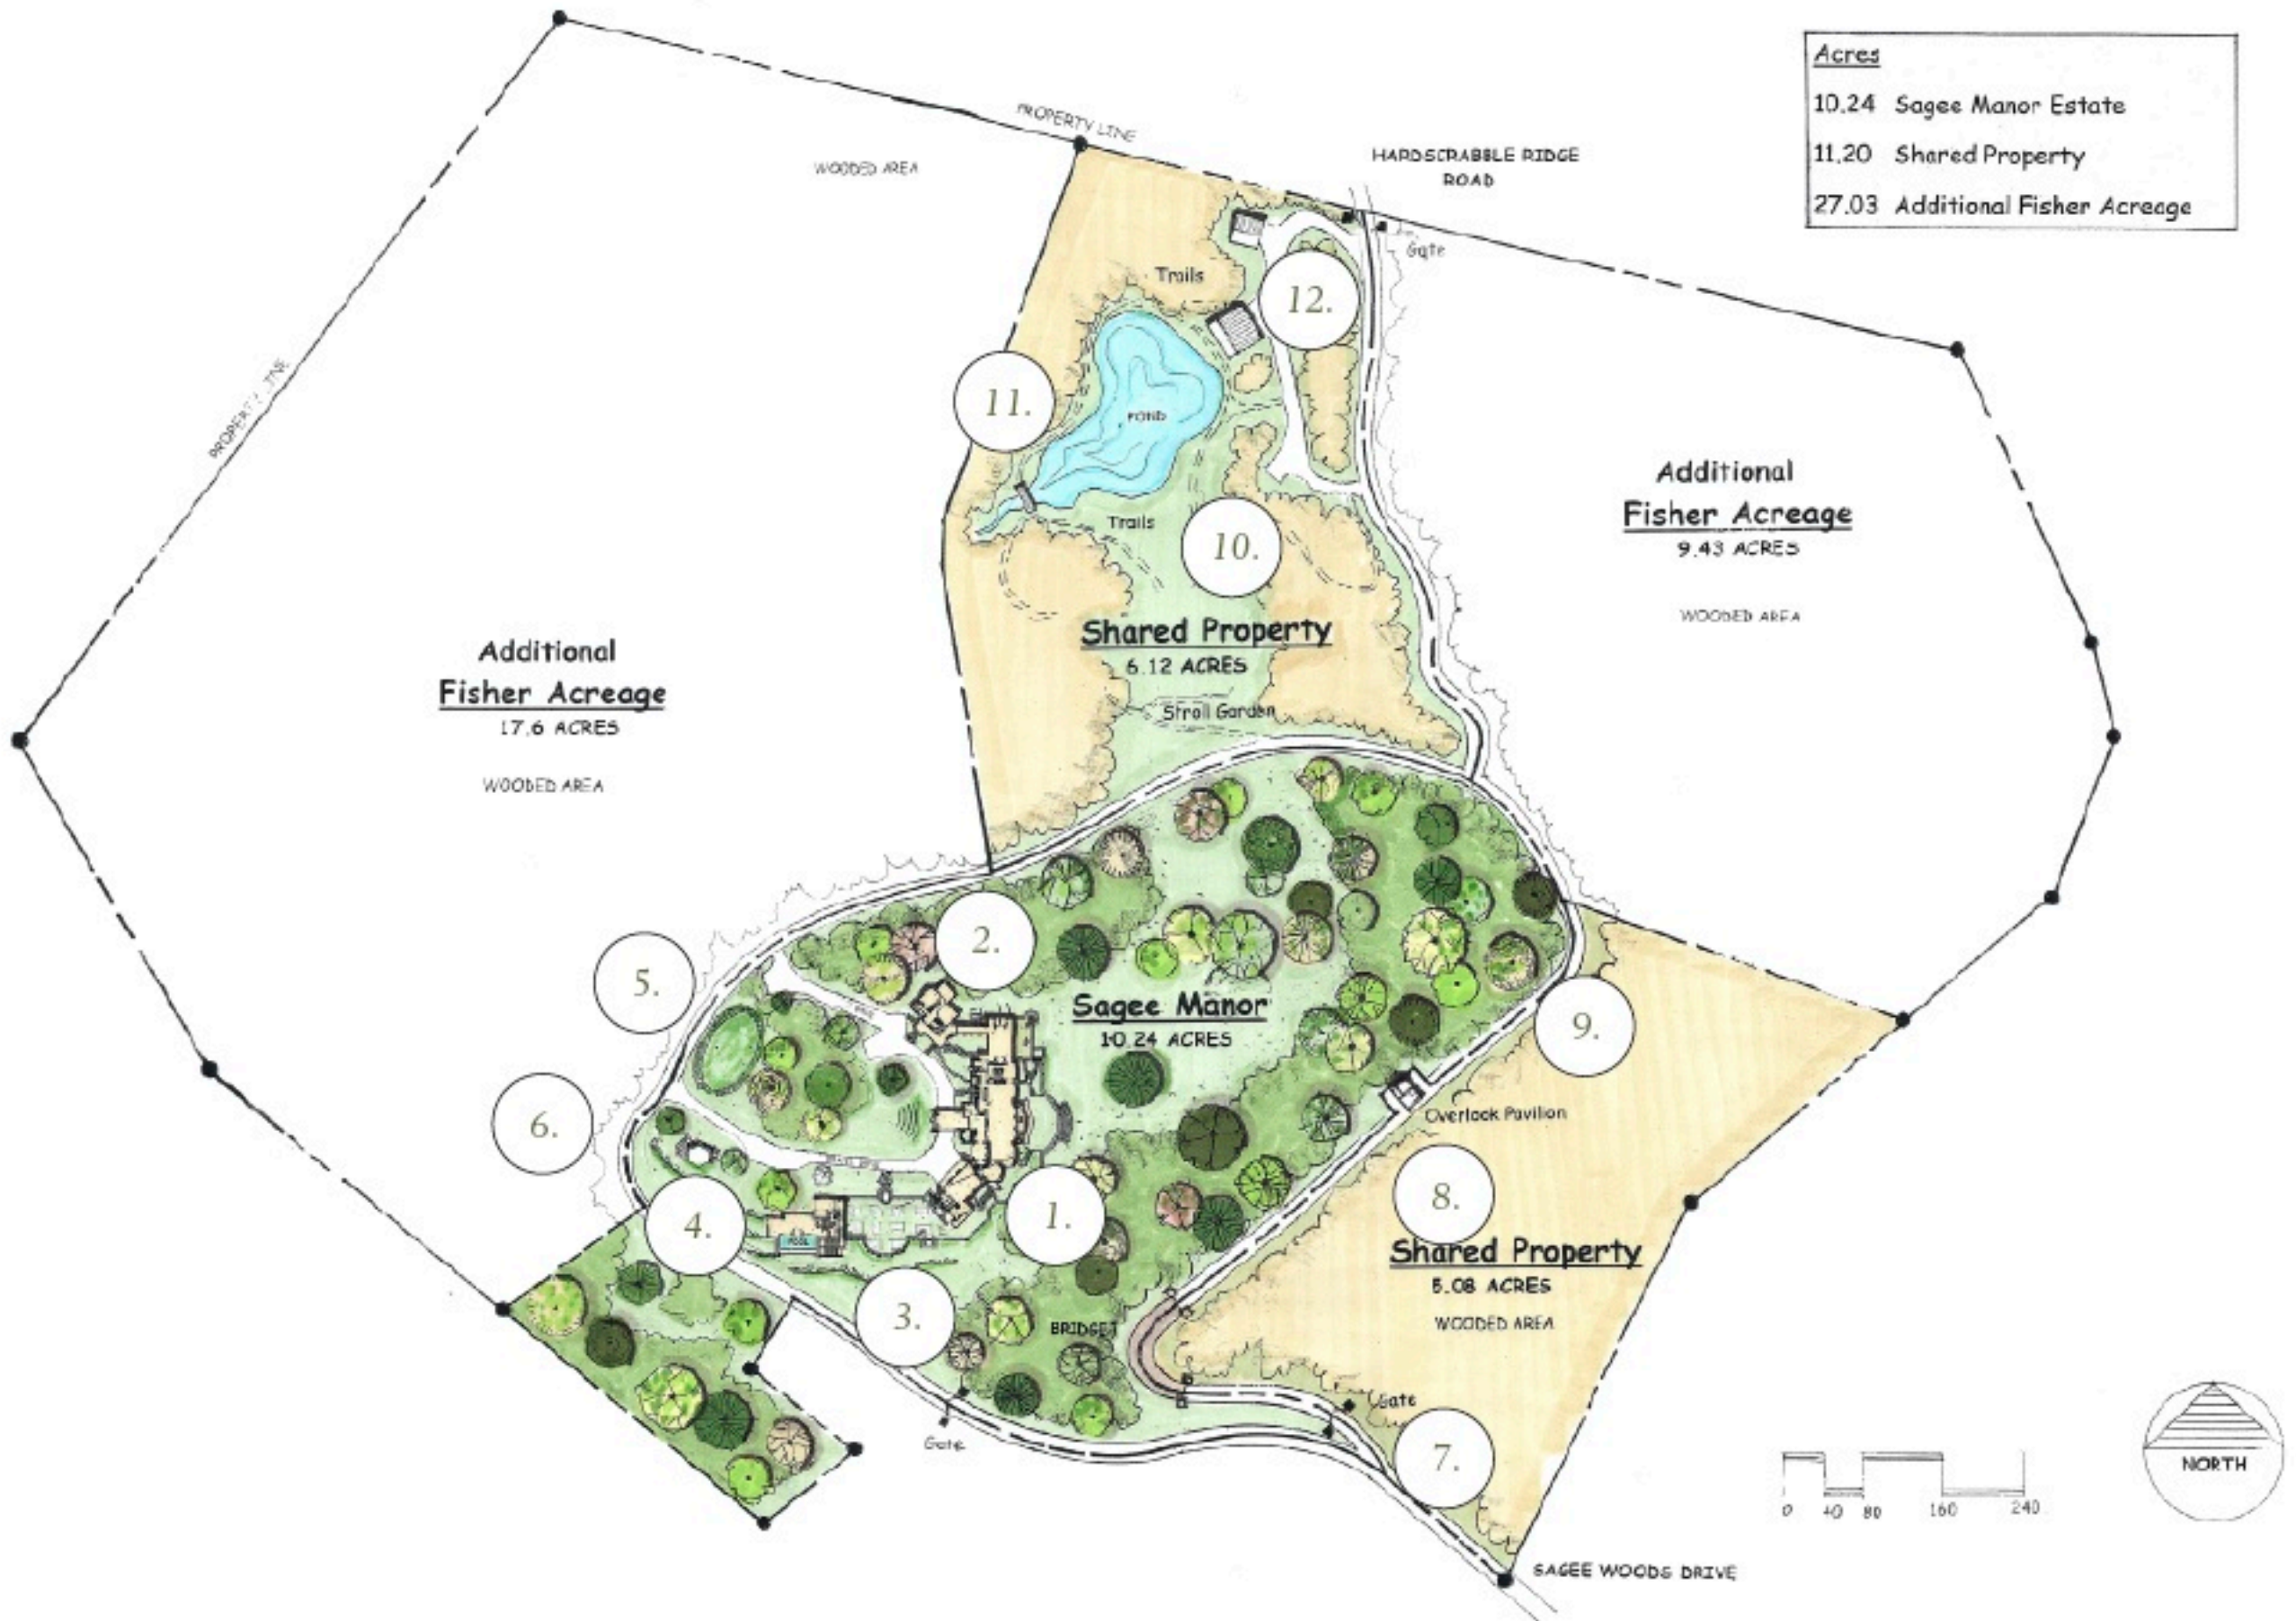 Acres
10.24 Sagee Manor Estate
11.20 Shared Property
27.03 Additional Fisher Acreage
PROPERTY LINE
WOODED AREA
HARDSCRABBLE RIDGE
ROAD
Gate
12.
Trails
PROPERTY LINE
11.
POND
Additional
Fisher Acreage
9.43 ACRES
WOODED AREA
Trails
10.
Shared Property
6.12 ACRES
Stroll Garden
Additional
Fisher Acreage
17.6 ACRES
WOODED AREA
2.
5.
Sagee Manor
10.24 ACRES
9.
6.
Overlook Pavilion
8.
4.
1.
POOL
Shared Property
5.08 ACRES
WOODED AREA
3.
BRIDGE
Gate
Gate
7.
0 40 80 160 240
NORTH
SAGEE WOODS DRIVE